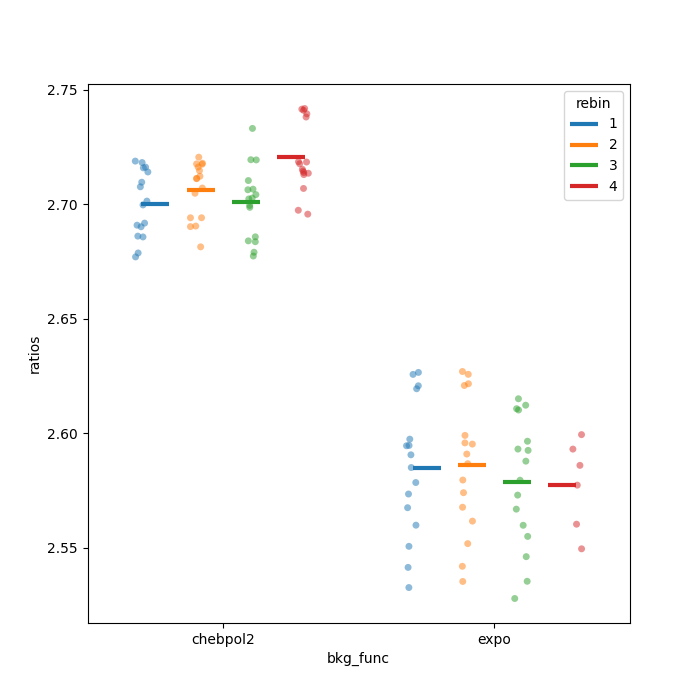 2.75
2.70
2.65
2.60
2.55
ratios
chebpol2
expo
bkg_func
rebin
1
2
3
4